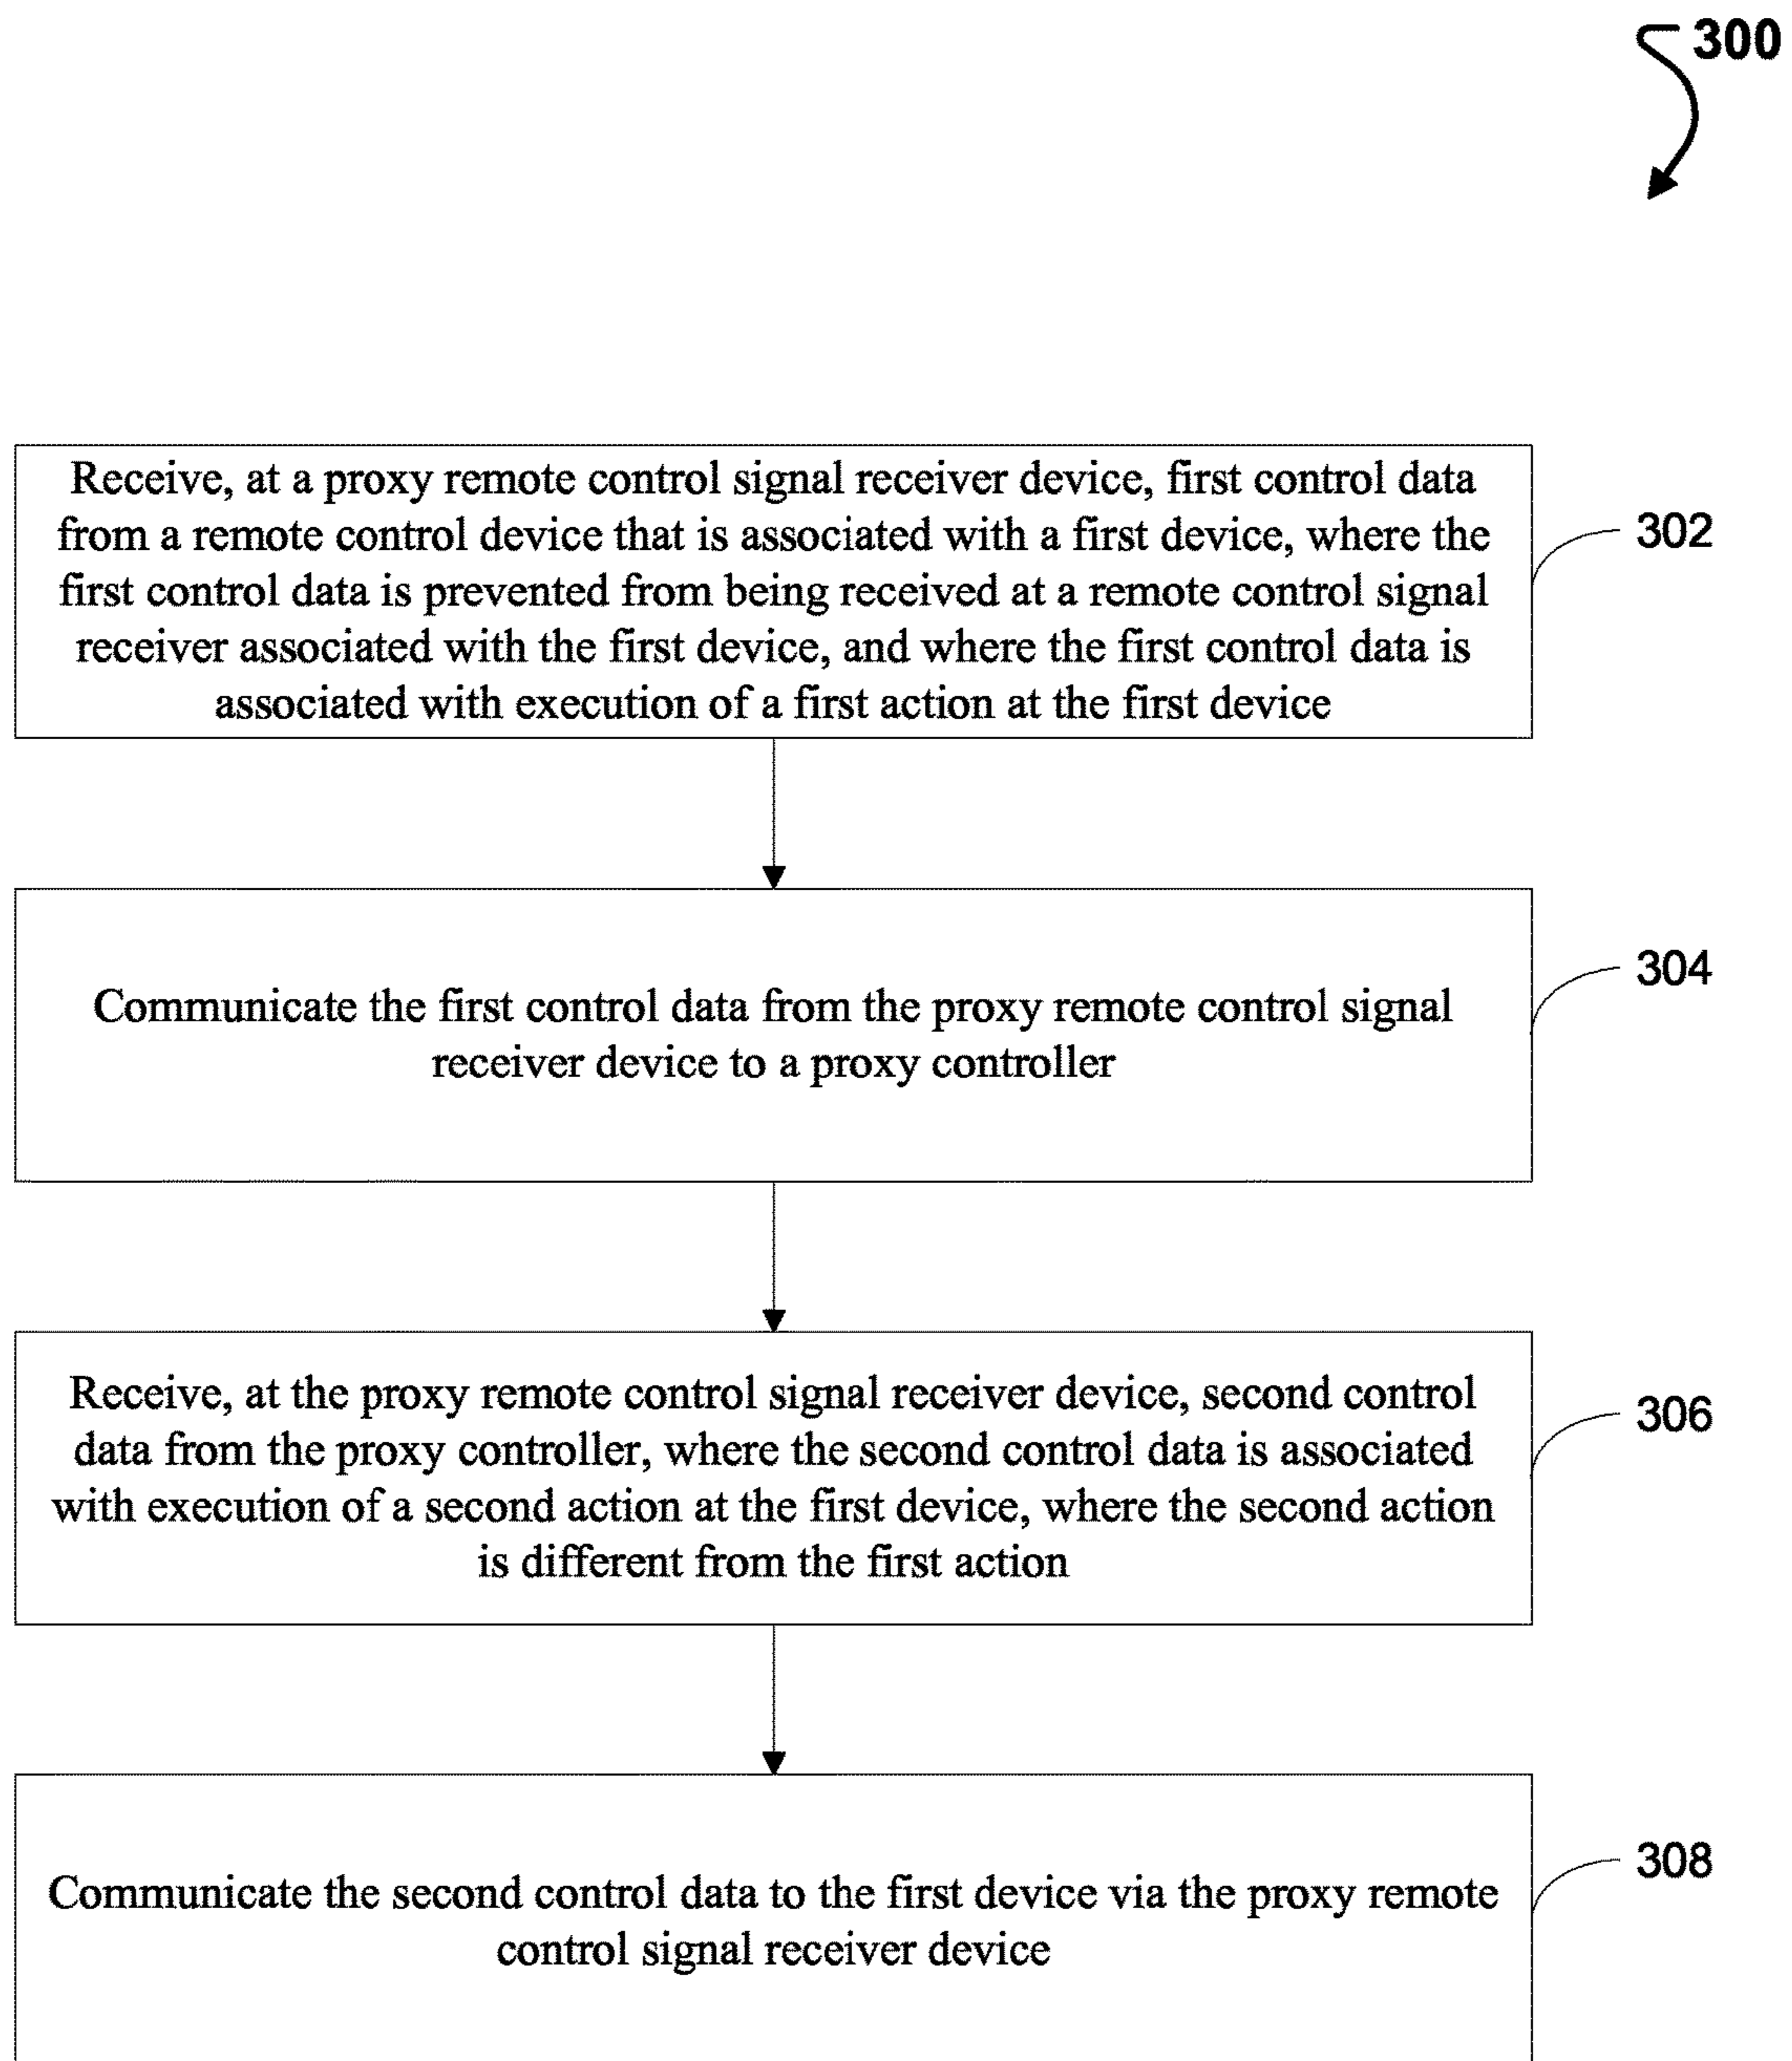 300
Receive, at a proxy remote control signal receiver device, first control data
from a remote control device that is associated with a first device, where the
first control data is prevented from being received at a remote control signal
receiver associated with the first device, and where the first control data is
associated with execution of a first action at the first device
302
Communicate the first control data from the proxy remote control signal
receiver device to a proxy controller
304
Receive, at the proxy remote control signal receiver device, second control
data from the proxy controller, where the second control data is associated
with execution of a second action at the first device, where the second action
is different from the first action
306
Communicate the second control data to the first device via the proxy remote
control signal receiver device
308